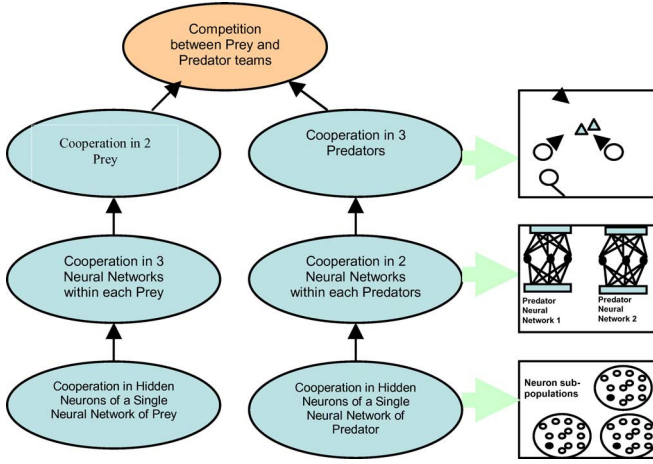 Competition
between Prey and
Predator teams
Cooperation in 2
Prey
Cooperation in 3
Predators
Cooperation in 3
Neural Networks
within each Prey
Cooperation in 2
Neural Networks
within each Predators
Predator
Neural
Network 1
Predator
Neural
Network 2
Cooperation in Hidden
Neurons of a Single
Neural Network of Prey
Cooperation in Hidden
Neurons of a Single
Neural Network of
Predator
Neuron sub-
populations